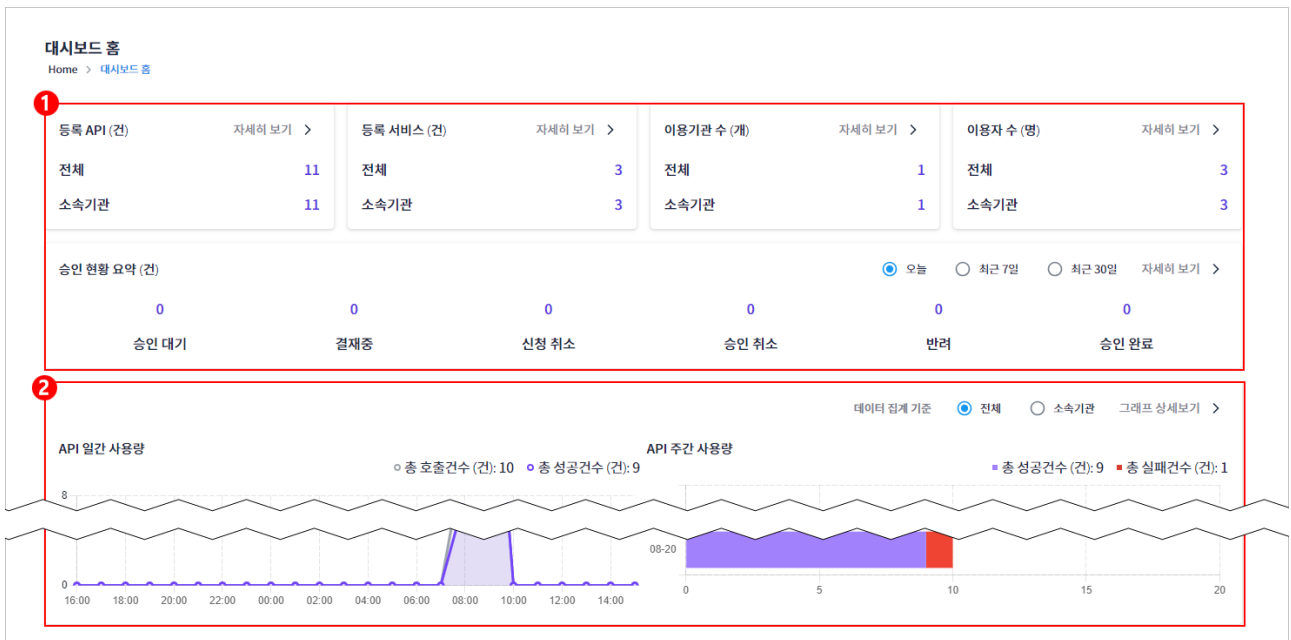 대시보드 홈
Home > 대시보드 홈
1
등록 API (건) 자세히 보기 >
전체 11
소속기관 11
등록 서비스 (건) 자세히 보기 >
전체 3
소속기관 3
이용기관 수 (개) 자세히 보기 >
전체 1
소속기관 1
이용자 수 (명) 자세히 보기 >
전체 3
소속기관 3
승인 현황 요약 (건) 오늘 최근 7일 최근 30일 자세히 보기 >
0 0 0 0 0 0
승인 대기 결재중 신청 취소 승인 취소 반려 승인 완료
2
데이터 집계 기준 전체 소속기관 그래프 상세보기 >
API 일간 사용량
총 호출건수 (건): 10 총 성공건수 (건): 9
8
0
16:00 18:00 20:00 22:00 00:00 02:00 04:00 06:00 08:00 10:00 12:00 14:00
API 주간 사용량
총 성공건수 (건): 9 총 실패건수 (건): 1
08-20
0 5 10 15 20